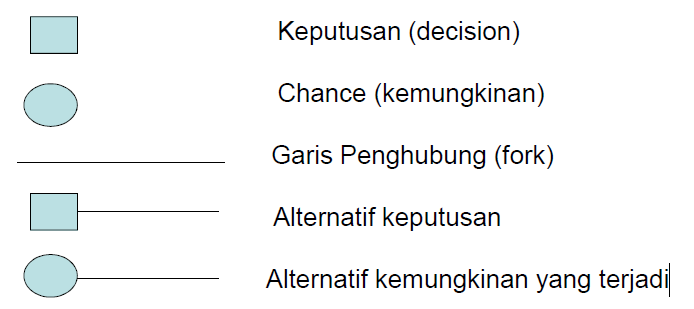 Keputusan (decision)
Chance (kemungkinan)
Garis Penghubung (fork)
Alternatif keputusan
Alternatif kemungkinan yang terjadi